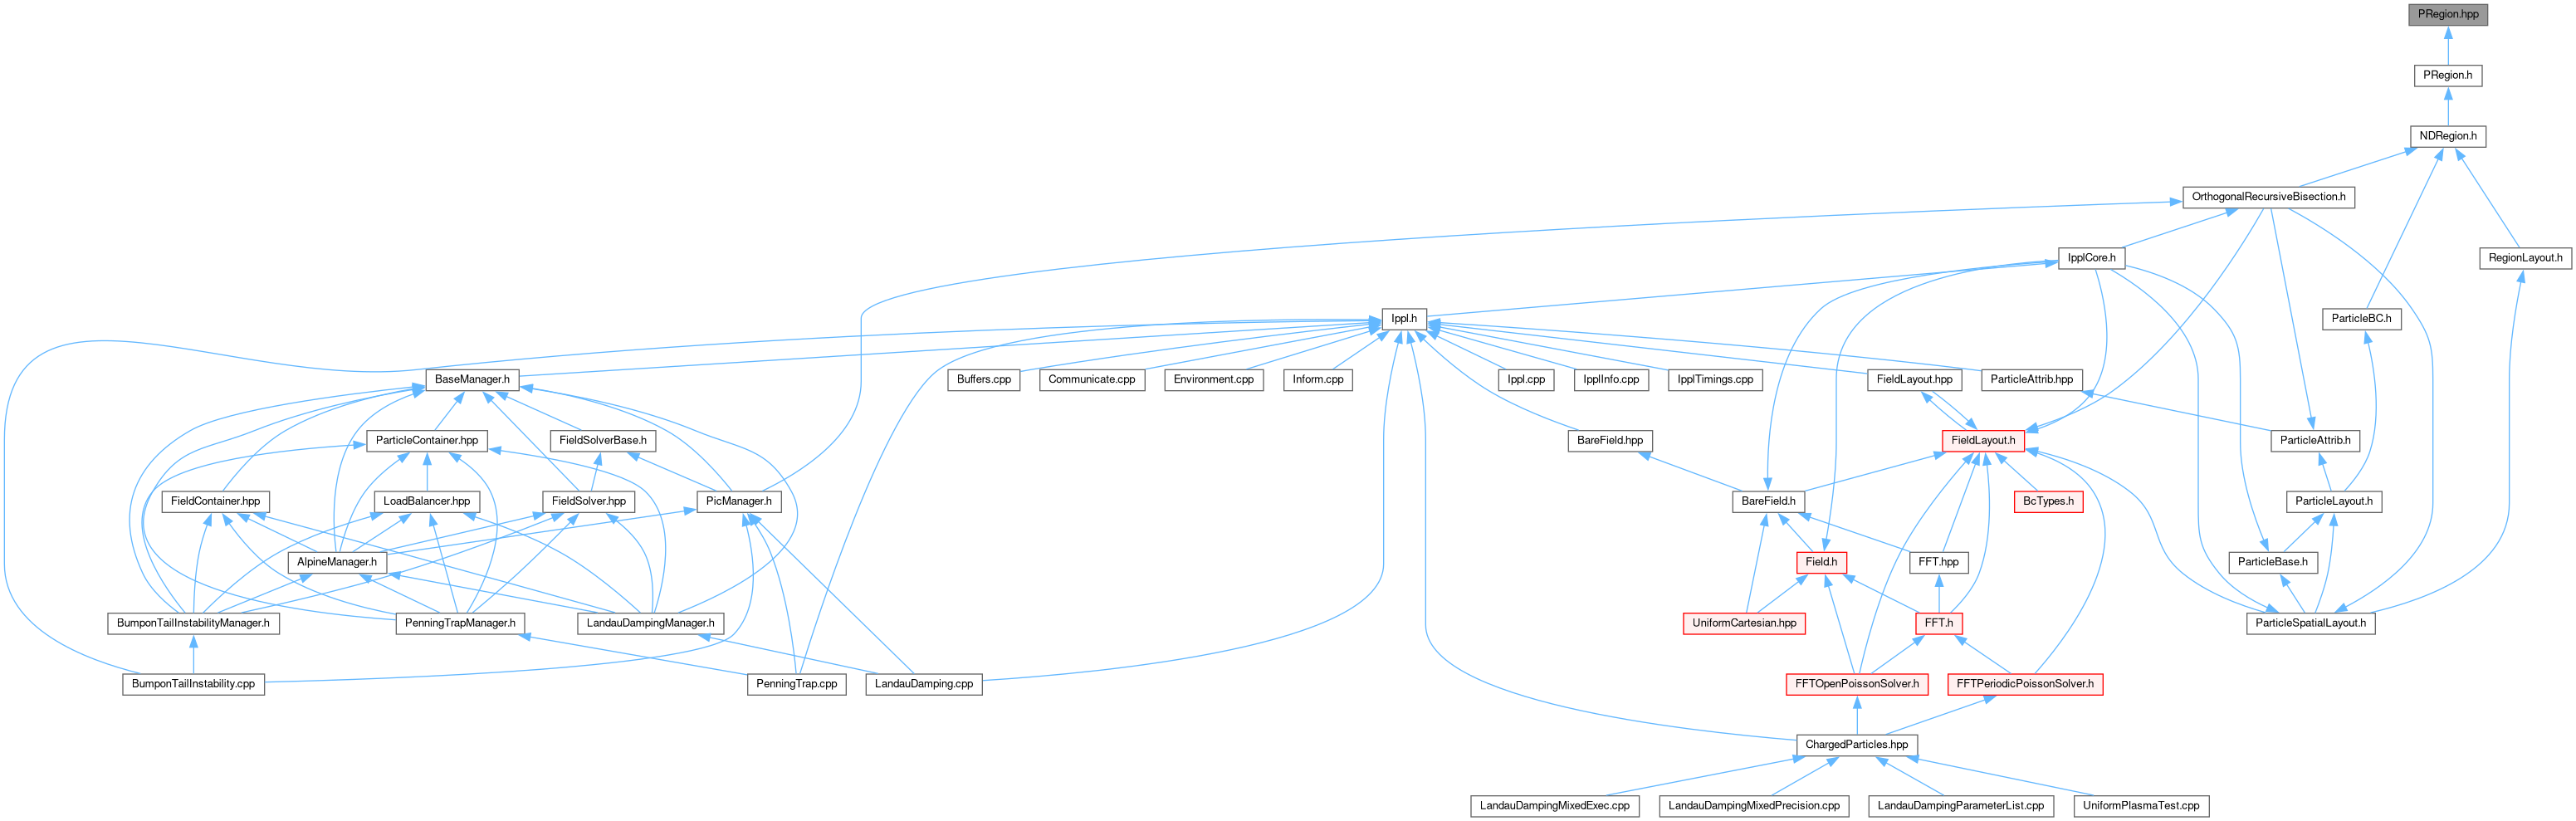 PRegion.hpp
PRegion.h
NDRegion.h
OrthogonalRecursiveBisection.h
IpplCore.h
RegionLayout.h
Ippl.h
ParticleBC.h
BaseManager.h
Buffers.cpp
Communicate.cpp
Environment.cpp
Inform.cpp
Ippl.cpp
IpplInfo.cpp
IpplTimings.cpp
FieldLayout.hpp
ParticleAttrib.hpp
ParticleContainer.hpp
FieldSolverBase.h
BareField.hpp
FieldLayout.h
ParticleAttrib.h
FieldContainer.hpp
LoadBalancer.hpp
FieldSolver.hpp
PicManager.h
BareField.h
BcTypes.h
ParticleLayout.h
AlpineManager.h
Field.h
FFT.hpp
ParticleBase.h
BumponTailInstabilityManager.h
PenningTrapManager.h
LandauDampingManager.h
UniformCartesian.hpp
FFT.h
ParticleSpatialLayout.h
BumponTailInstability.cpp
PenningTrap.cpp
LandauDamping.cpp
FFTOpenPoissonSolver.h
FFTPeriodicPoissonSolver.h
ChargedParticles.hpp
LandauDampingMixedExec.cpp
LandauDampingMixedPrecision.cpp
LandauDampingParameterList.cpp
UniformPlasmaTest.cpp